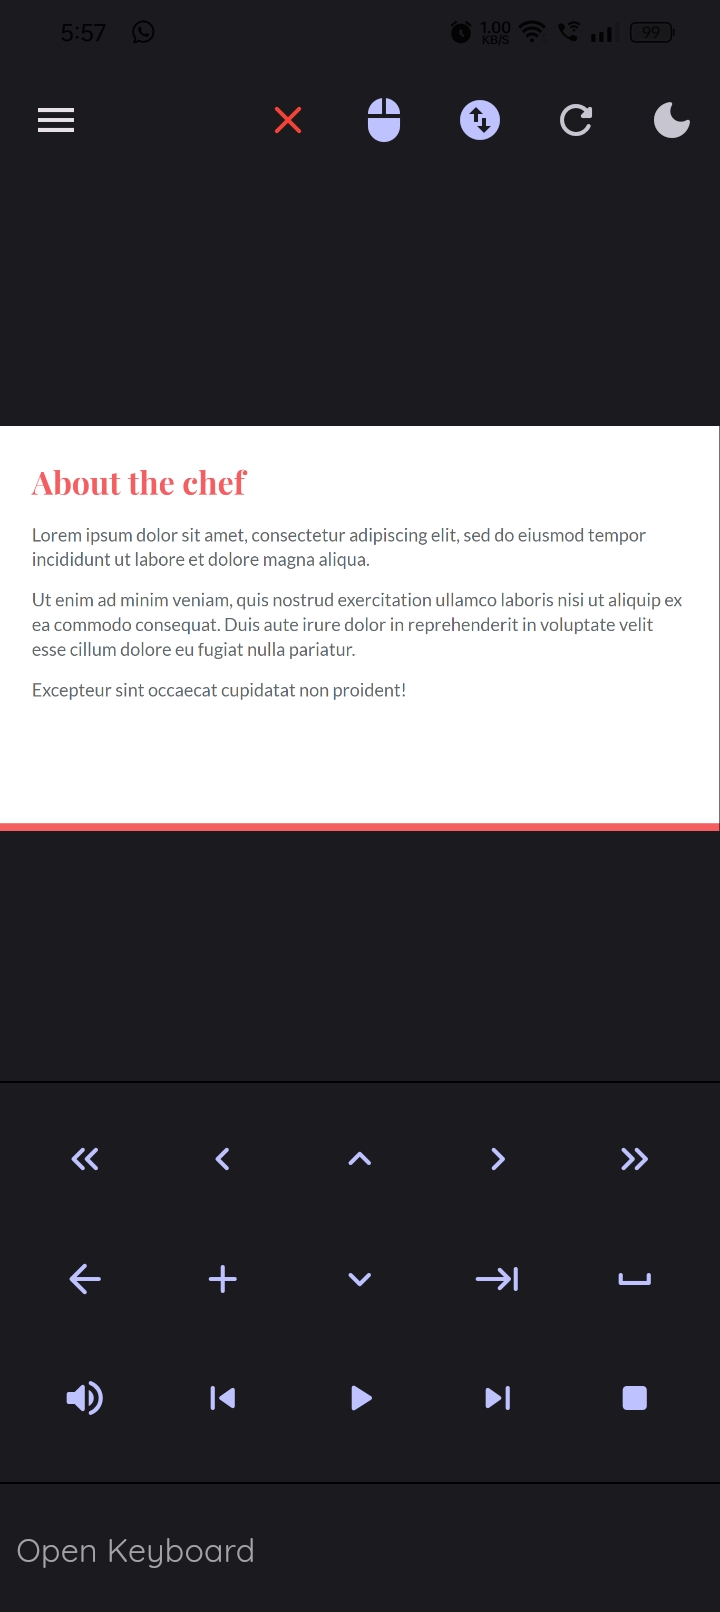 5:57 1.00 KB/S 99
About the chef
Lorem ipsum dolor sit amet, consectetur adipiscing elit, sed do eiusmod tempor
incididunt ut labore et dolore magna aliqua.
Ut enim ad minim veniam, quis nostrud exercitation ullamco laboris nisi ut aliquip ex
ea commodo consequat. Duis aute irure dolor in reprehenderit in voluptate velit
esse cillum dolore eu fugiat nulla pariatur.
Excepteur sint occaecat cupidatat non proident!
Open Keyboard